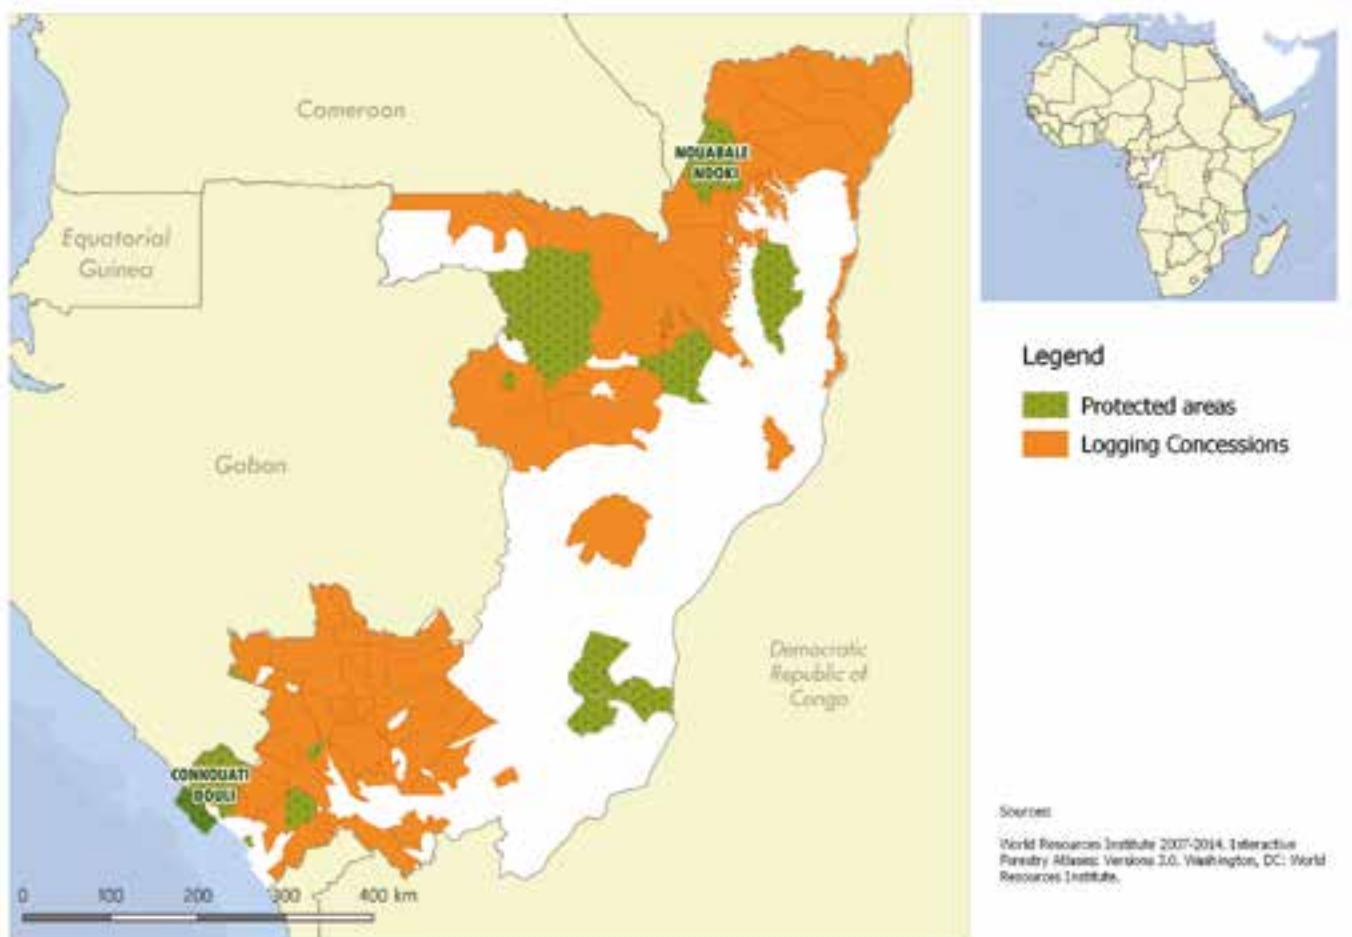 Cameroon
NOUABALE
NDOKI
Equatorial
Guinea
Gabon
Democratic
Republic of
Congo
CONKOUATI
DOULI
0 100 200 300 400 km
Legend
Protected areas
Logging Concessions
Sources:
World Resources Institute 2007-2014. Interactive
Forestry Atlases: Versions 3.0. Washington, DC: World
Resources Institute.